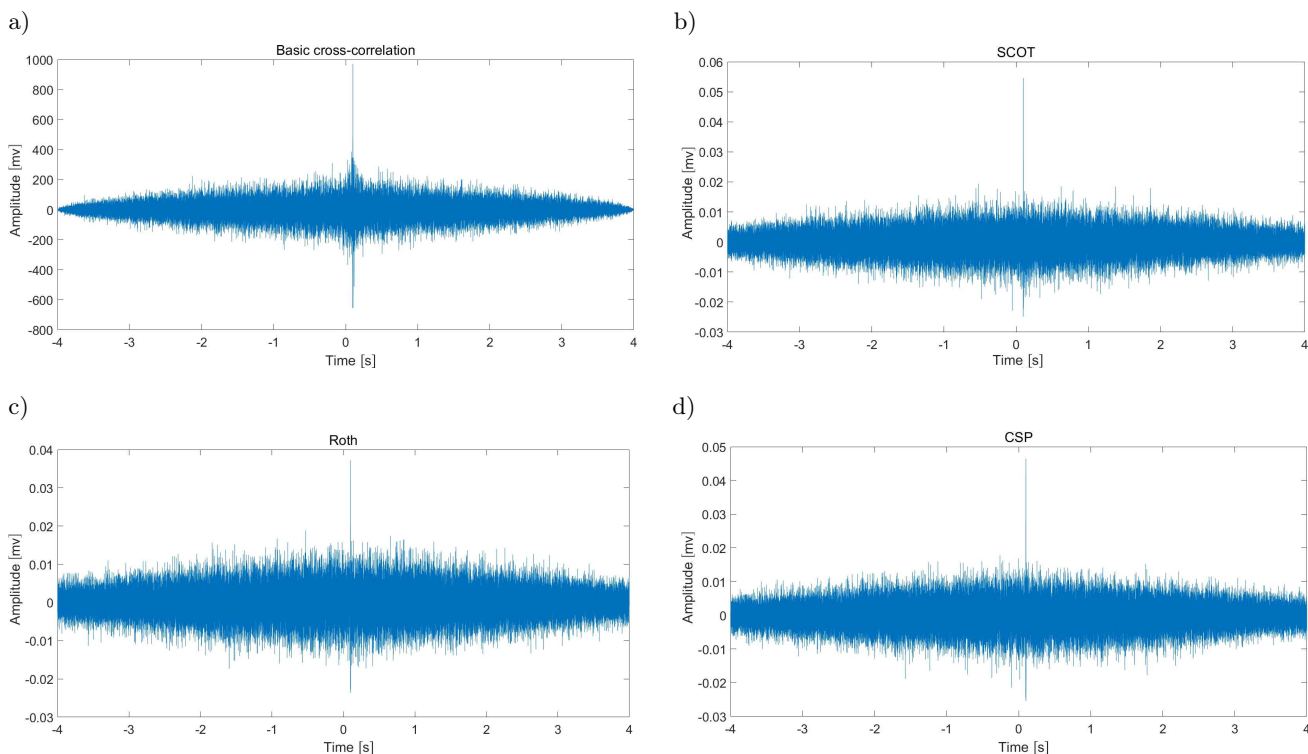 a)
Basic cross-correlation
1000
800
600
400
200
0
-200
-400
-600
-800
Amplitude [mv]
-4 -3 -2 -1 0 1 2 3 4
Time [s]
b)
SCOT
0.06
0.05
0.04
0.03
0.02
0.01
0
-0.01
-0.02
-0.03
Amplitude [mv]
-4 -3 -2 -1 0 1 2 3 4
Time [s]
c)
Roth
0.04
0.03
0.02
0.01
0
-0.01
-0.02
-0.03
Amplitude [mv]
-4 -3 -2 -1 0 1 2 3 4
Time [s]
d)
CSP
0.05
0.04
0.03
0.02
0.01
0
-0.01
-0.02
-0.03
Amplitude [mv]
-4 -3 -2 -1 0 1 2 3 4
Time [s]